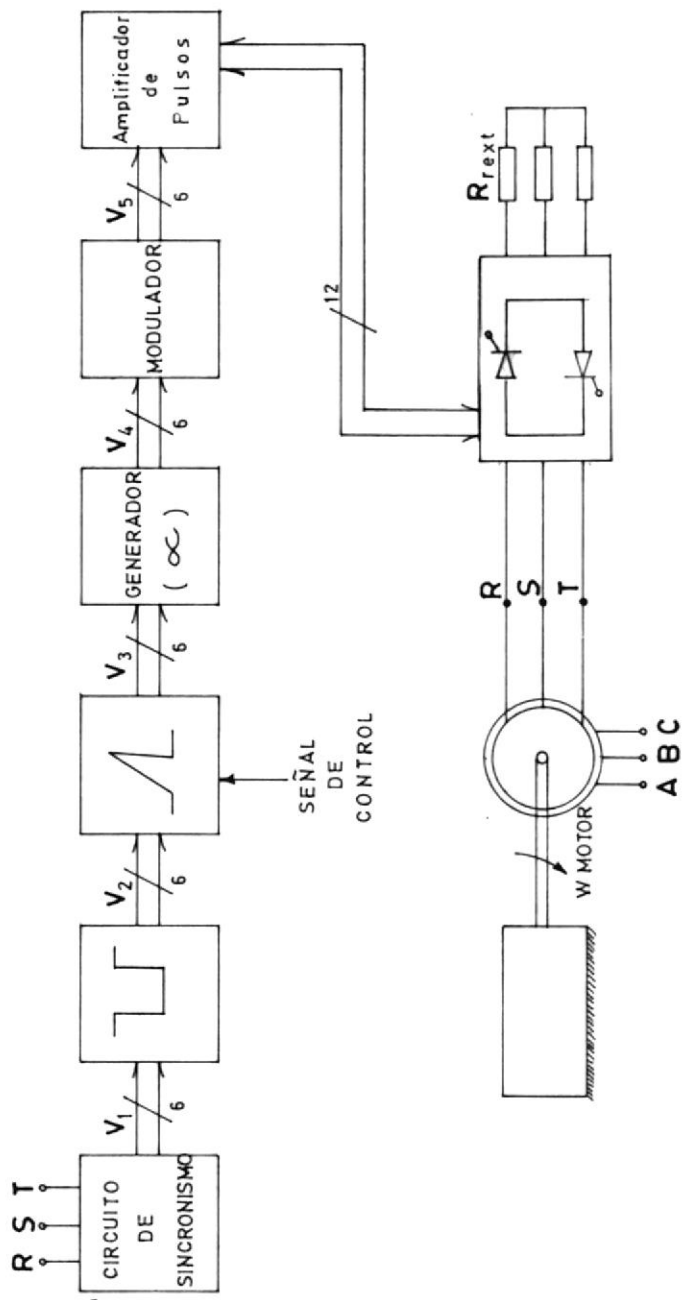 R S T
CIRCUITO
DE
SINCRONISMO
V1
6
V2
6
SEÑAL
DE
CONTROL
V3
6
GENERADOR
( ∝ )
V4
6
MODULADOR
V5
6
Amplificador
de
Pulsos
12
W MOTOR
A B C
R
S
T
Rrext